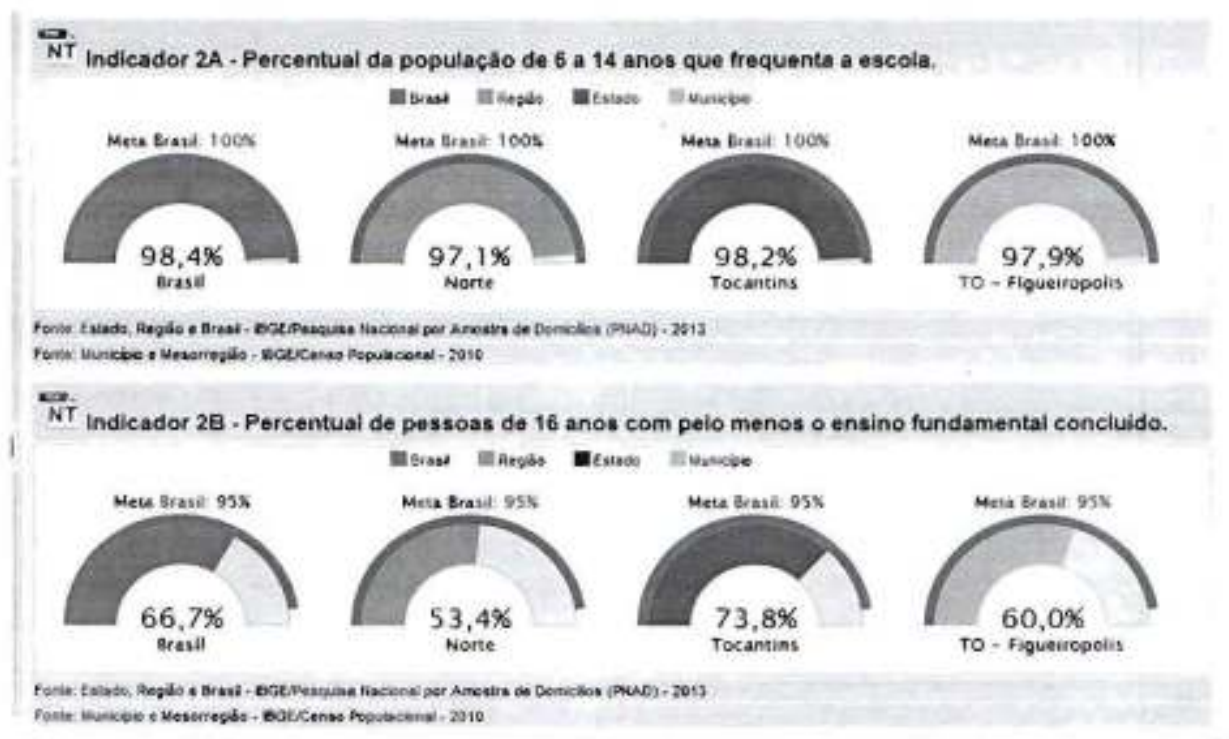 NT Indicador 2A - Percentual da população de 6 a 14 anos que frequenta a escola.
Brasil Região Estado Município
Meta Brasil: 100% Meta Brasil: 100% Meta Brasil: 100% Meta Brasil: 100%
98,4% 97,1% 98,2% 97,9%
Brasil Norte Tocantins TO - Figueiropolis
Fonte: Estado, Região e Brasil - IBGE/Pesquisa Nacional por Amostra de Domicílios (PNAD) - 2013
Fonte: Município e Mesorregião - IBGE/Censo Populacional - 2010
NT Indicador 2B - Percentual de pessoas de 16 anos com pelo menos o ensino fundamental concluído.
Brasil Região Estado Município
Meta Brasil: 95% Meta Brasil: 95% Meta Brasil: 95% Meta Brasil: 95%
66,7% 53,4% 73,8% 60,0%
Brasil Norte Tocantins TO - Figueiropolis
Fonte: Estado, Região e Brasil - IBGE/Pesquisa Nacional por Amostra de Domicílios (PNAD) - 2013
Fonte: Município e Mesorregião - IBGE/Censo Populacional - 2010